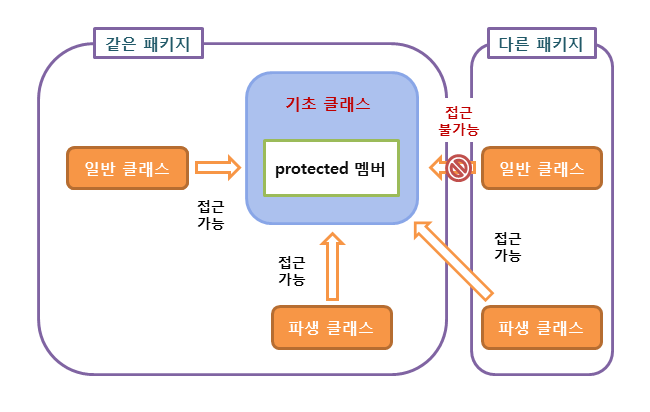 같은 패키지
다른 패키지
기초 클래스
접근
불가능
일반 클래스
protected 멤버
일반 클래스
접근
가능
접근
가능
접근
가능
파생 클래스
파생 클래스